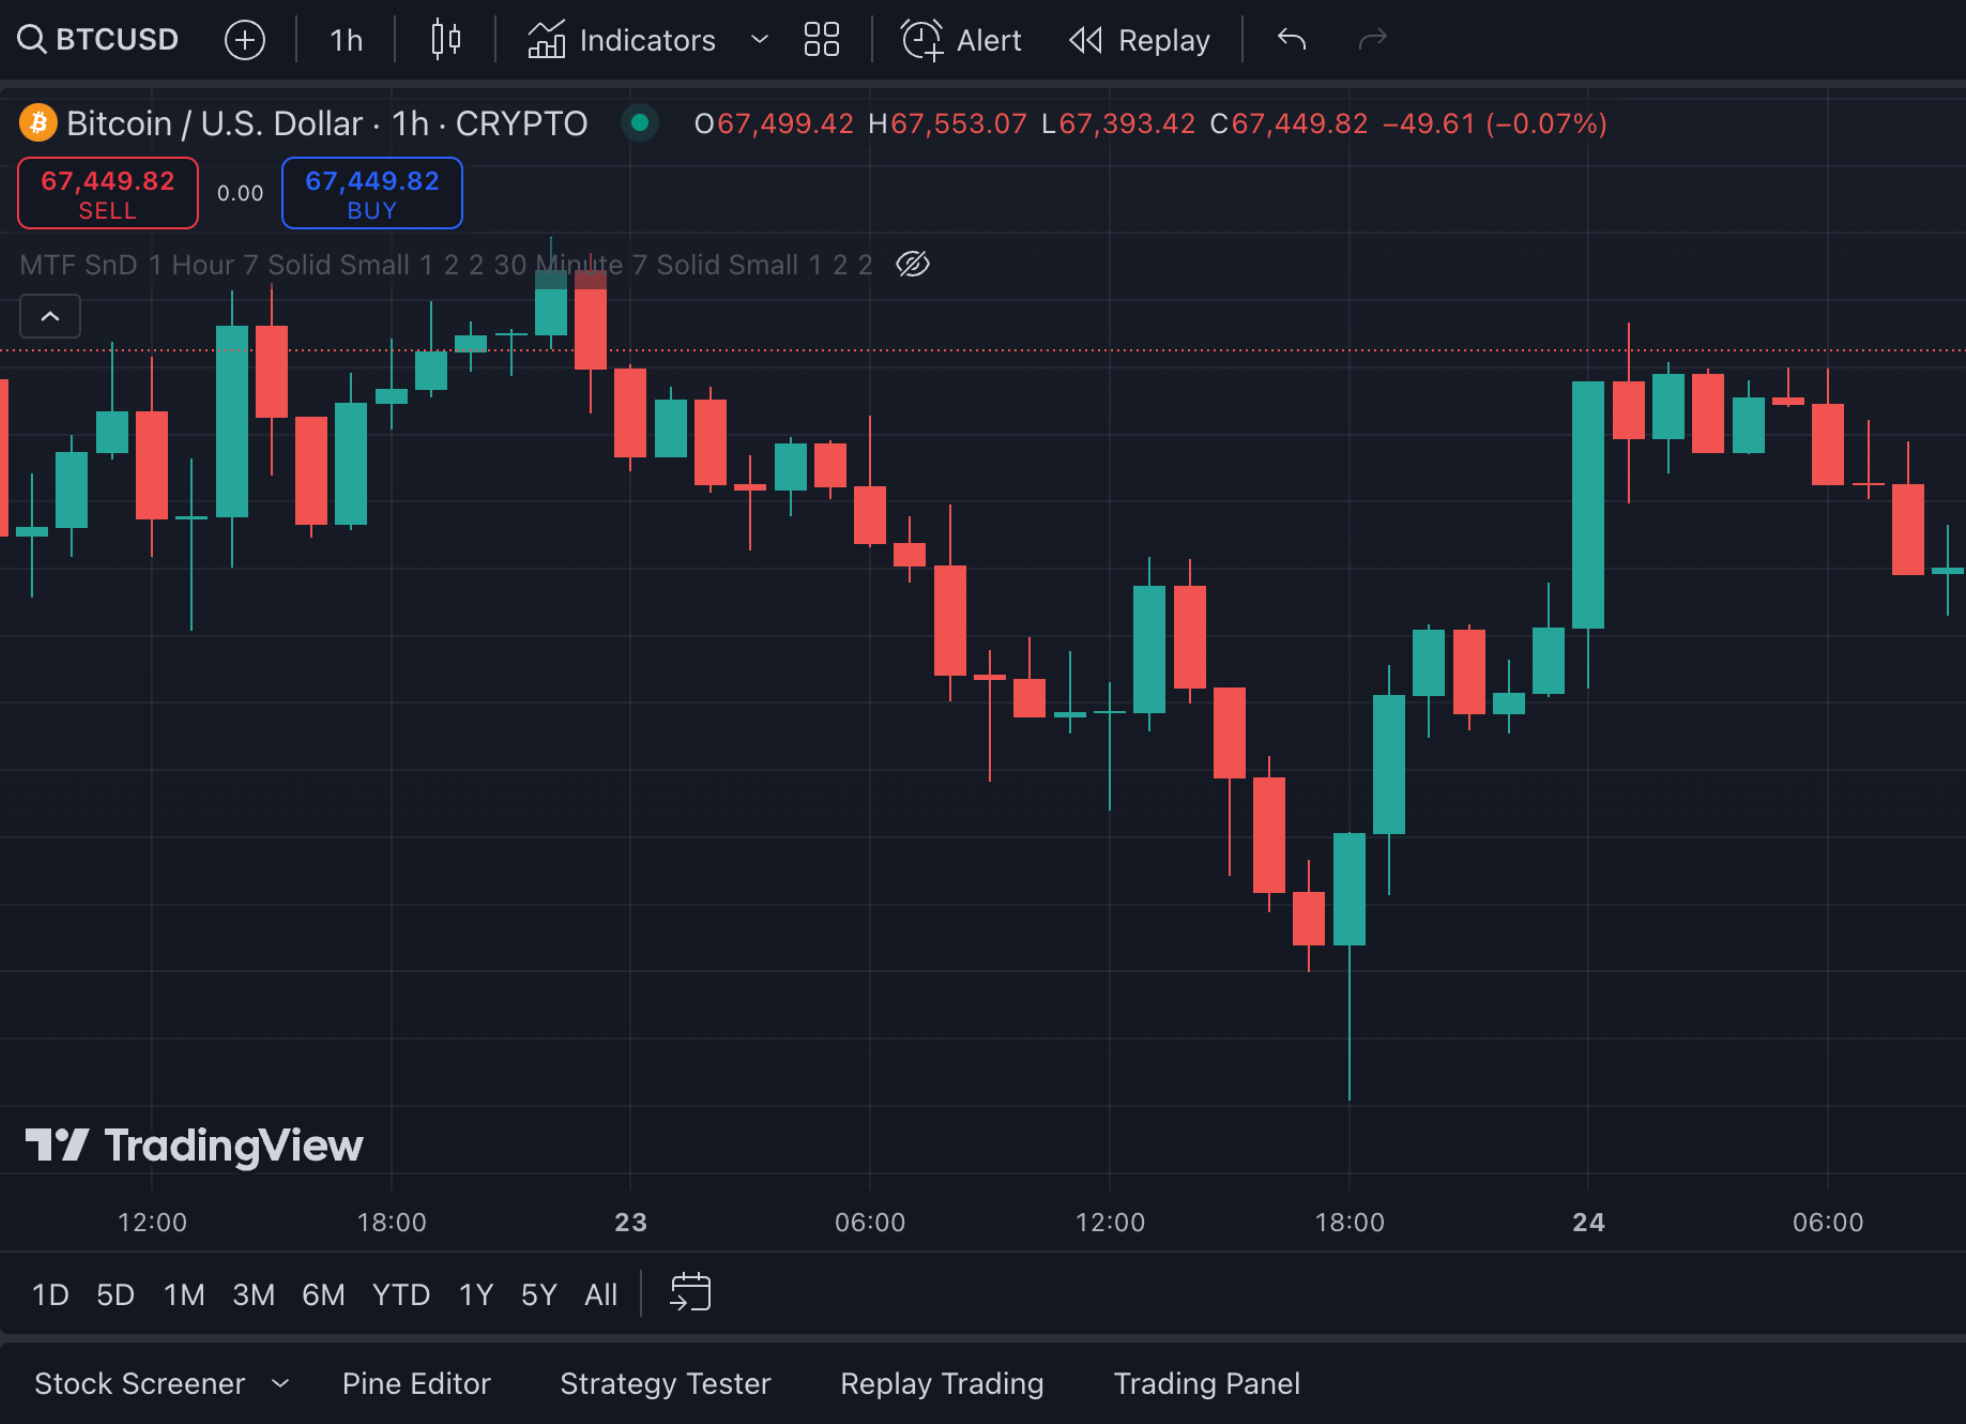 BTCUSD 1h Indicators Alert Replay
Bitcoin / U.S. Dollar · 1h · CRYPTO O67,499.42 H67,553.07 L67,393.42 C67,449.82 −49.61 (−0.07%)
67,449.82 SELL 0.00 67,449.82 BUY
MTF SnD 1 Hour 7 Solid Small 1 2 2 30 Minute 7 Solid Small 1 2 2
TradingView
12:00 18:00 23 06:00 12:00 18:00 24 06:00
1D 5D 1M 3M 6M YTD 1Y 5Y All
Stock Screener Pine Editor Strategy Tester Replay Trading Trading Panel